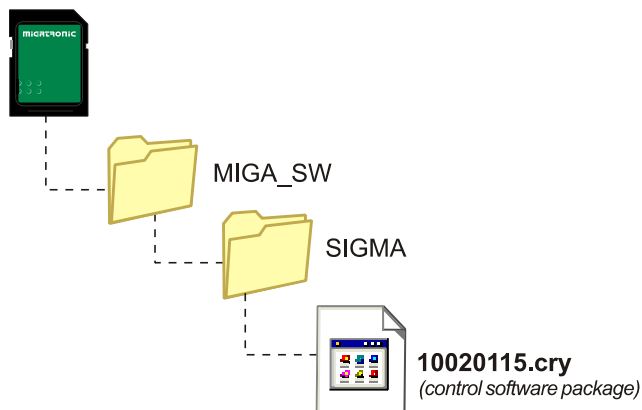 MIGATRONIC
MIGA_SW
SIGMA
10020115.cry
(control software package)